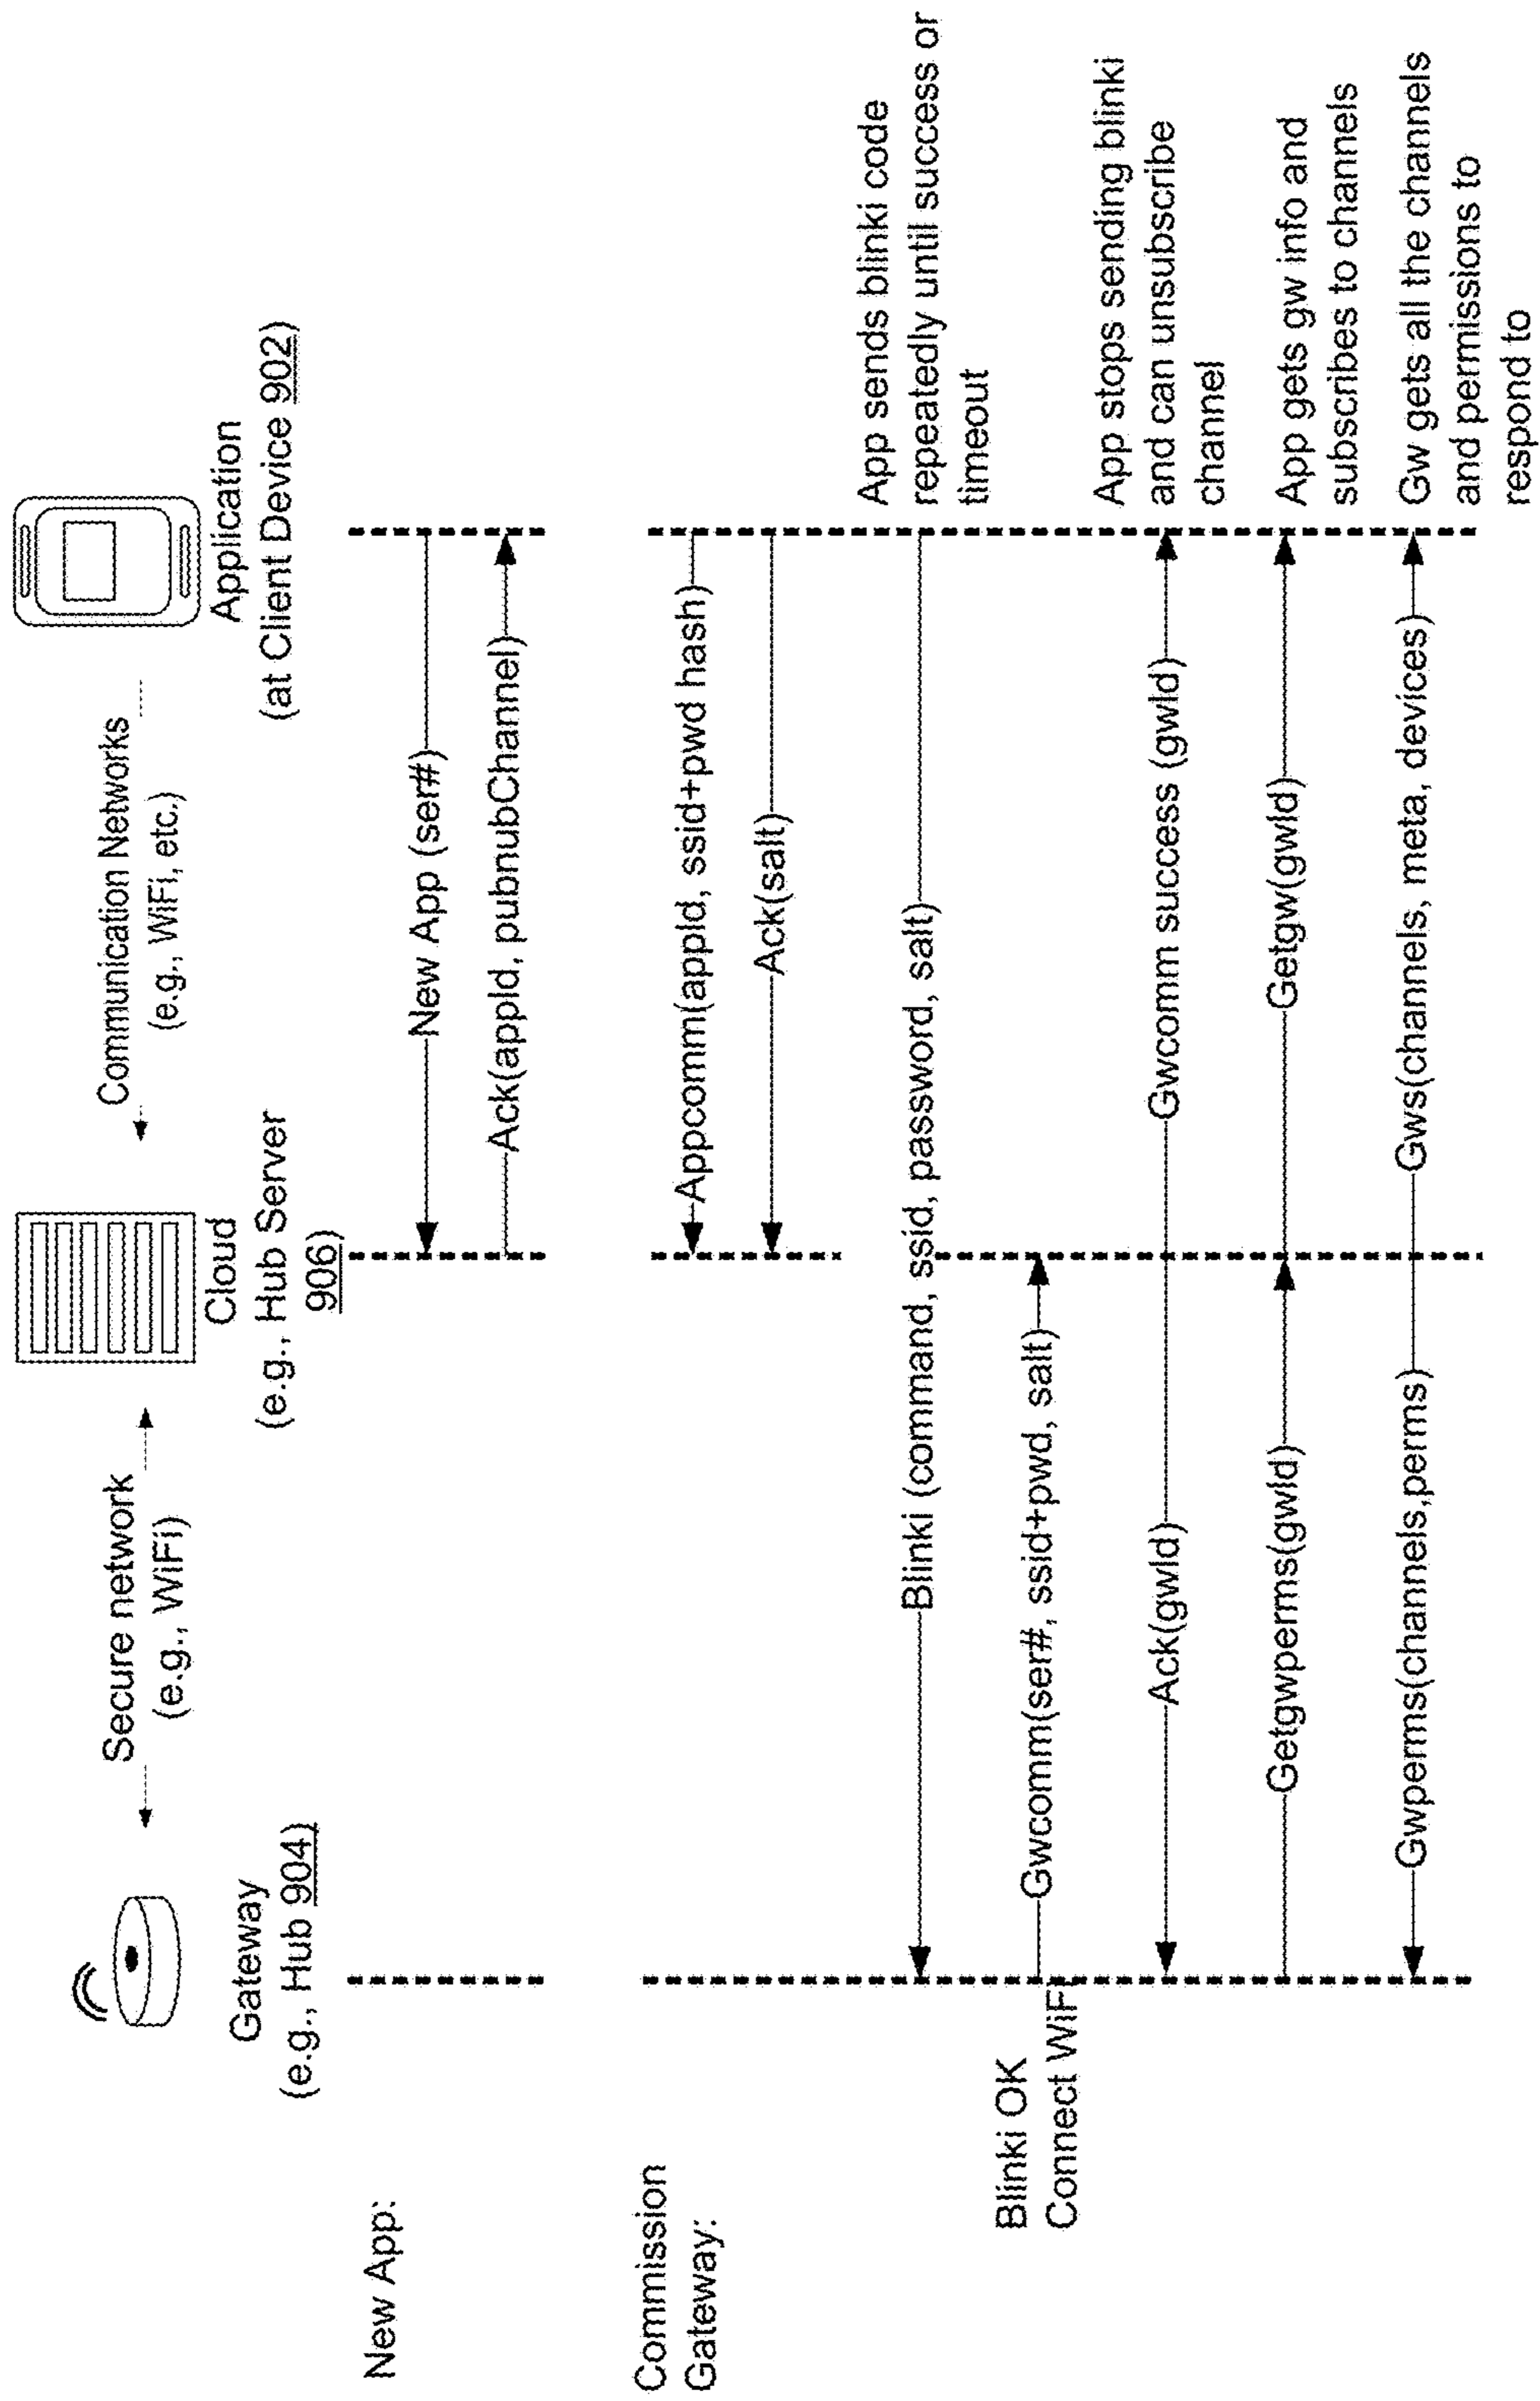 Gateway
(e.g., Hub 904)
Secure network
(e.g., WiFi)
Cloud
(e.g., Hub Server
906)
Communication Networks
(e.g., WiFi, etc.)
Application
(at Client Device 902)
New App:
New App (ser#)
Ack(appId, pubnubChannel)
Commission
Gateway:
Appcomm(appId, ssid+pwd hash)
Ack(salt)
Blinki (command, ssid, password, salt)
App sends blinki code
repeatedly until success or
timeout
Blinki OK
Connect WiFi
Gwcomm(ser#, ssid+pwd, salt)
Ack(gwId)
Gwcomm success (gwId)
App stops sending blinki
and can unsubscribe
channel
Getgwperms(gwId)
Getgw(gwId)
App gets gw info and
subscribes to channels
Gwperms(channels,perms)
Gws(channels, meta, devices)
Gw gets all the channels
and permissions to
respond to